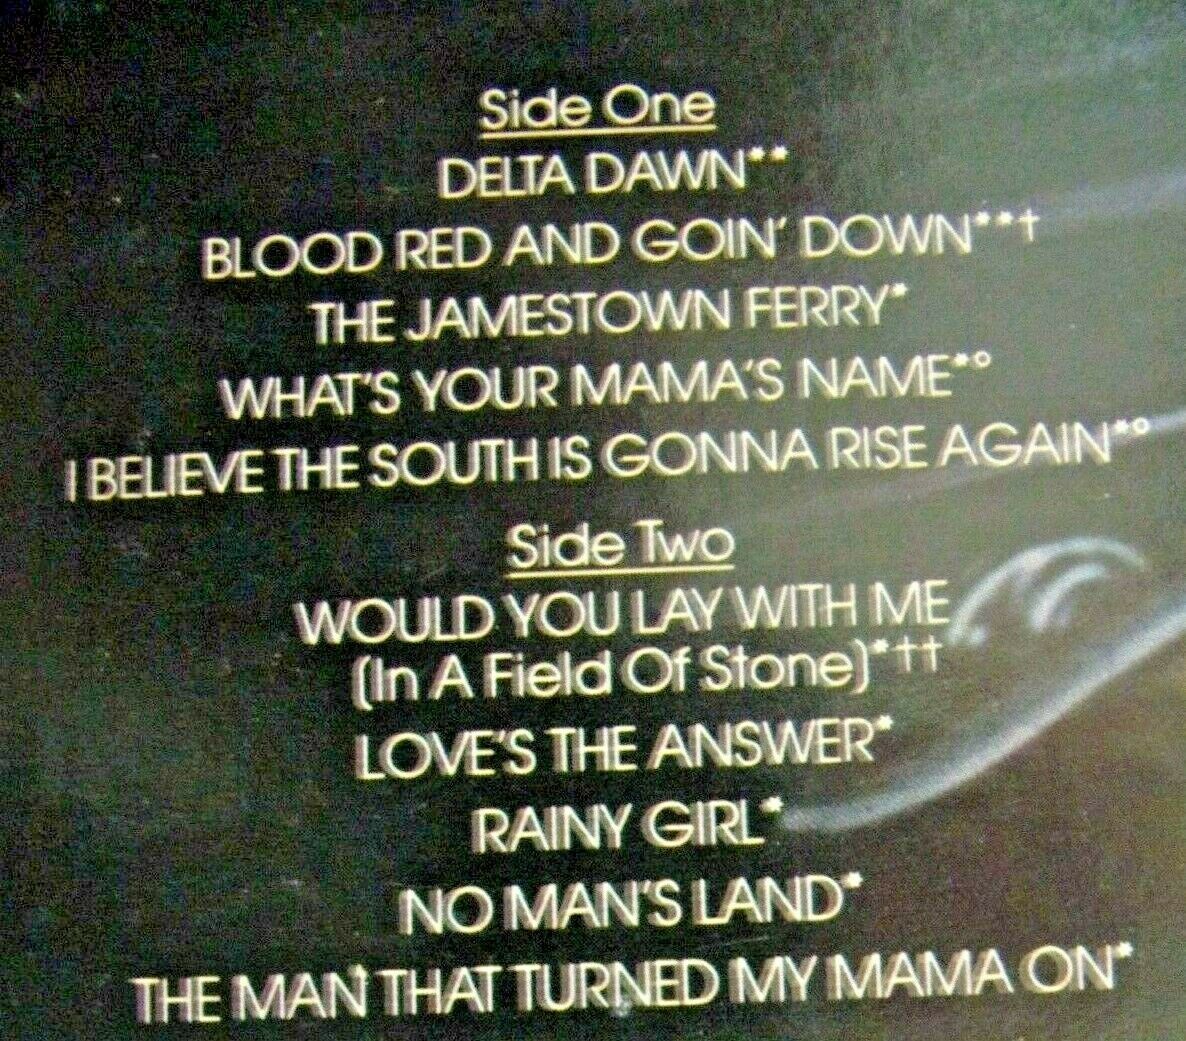 Side One
DELTA DAWN**
BLOOD RED AND GOIN' DOWN**†
THE JAMESTOWN FERRY*
WHAT'S YOUR MAMA'S NAME*°
I BELIEVE THE SOUTH IS GONNA RISE AGAIN*°
Side Two
WOULD YOU LAY WITH ME
(In A Field Of Stone)*††
LOVE'S THE ANSWER*
RAINY GIRL*
NO MAN'S LAND*
THE MAN THAT TURNED MY MAMA ON*